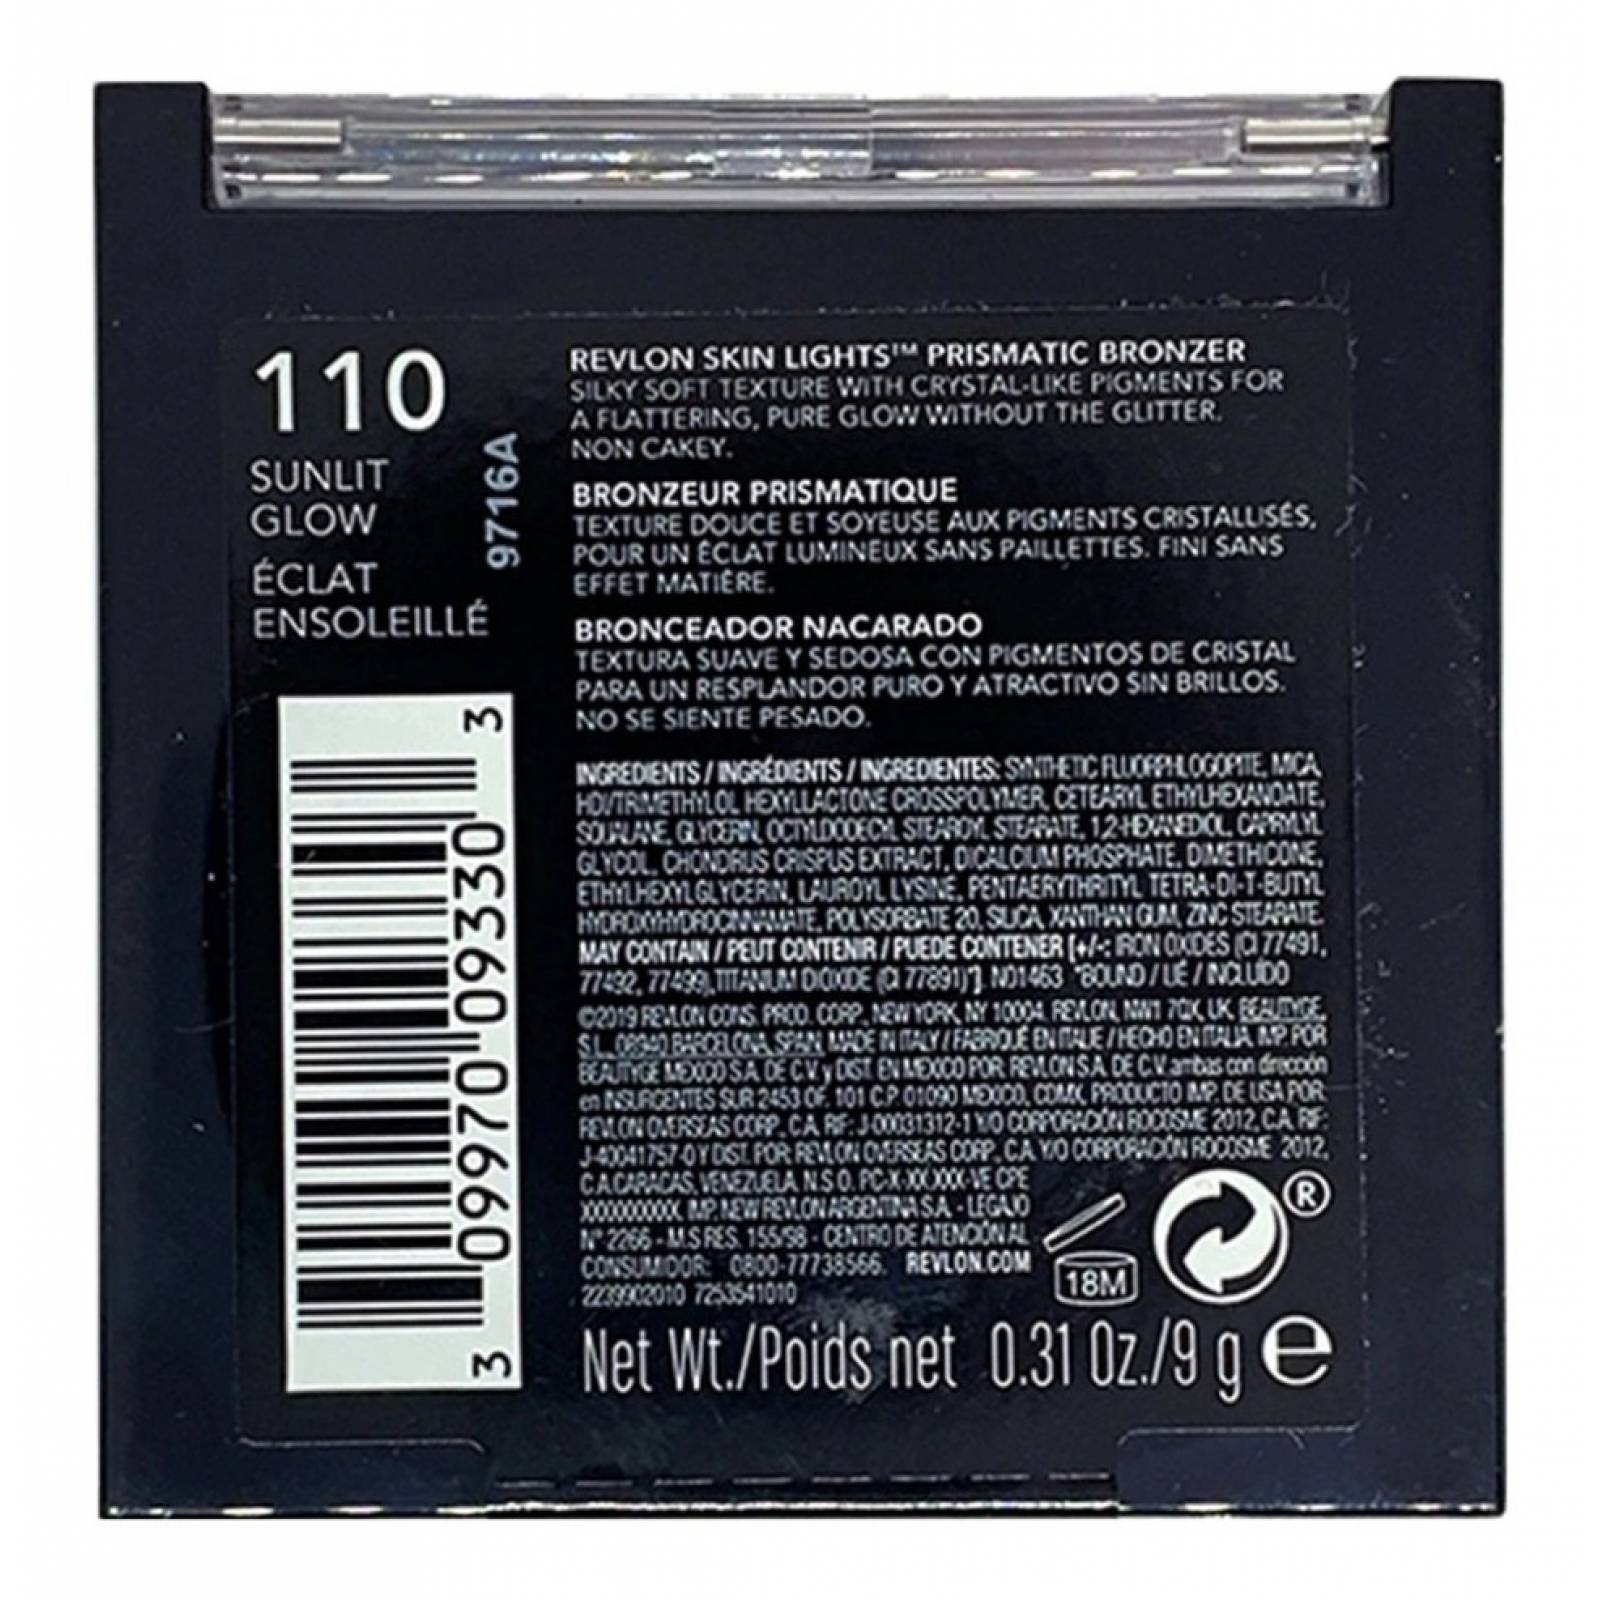 110
SUNLIT
GLOW
ÉCLAT
ENSOLEILLÉ
9716A
3 09970 09330 3
REVLON SKIN LIGHTS™ PRISMATIC BRONZER
SILKY SOFT TEXTURE WITH CRYSTAL-LIKE PIGMENTS FOR
A FLATTERING, PURE GLOW WITHOUT THE GLITTER.
NON CAKEY.
BRONZEUR PRISMATIQUE
TEXTURE DOUCE ET SOYEUSE AUX PIGMENTS CRISTALLISÉS,
POUR UN ÉCLAT LUMINEUX SANS PAILLETTES. FINI SANS
EFFET MATIÈRE.
BRONCEADOR NACARADO
TEXTURA SUAVE Y SEDOSA CON PIGMENTOS DE CRISTAL
PARA UN RESPLANDOR PURO Y ATRACTIVO SIN BRILLOS.
NO SE SIENTE PESADO.
INGREDIENTS / INGRÉDIENTS / INGREDIENTES: SYNTHETIC FLUORPHLOGOPITE, MICA,
HDI/TRIMETHYLOL HEXYLLACTONE CROSSPOLYMER, CETEARYL ETHYLHEXANOATE,
SQUALANE, GLYCERIN, OCTYLDODECYL STEAROYL STEARATE, 1,2-HEXANEDIOL, CAPRYLYL
GLYCOL, CHONDRUS CRISPUS EXTRACT, DICALCIUM PHOSPHATE, DIMETHICONE,
ETHYLHEXYLGLYCERIN, LAUROYL LYSINE, PENTAERYTHRITYL TETRA-DI-T-BUTYL
HYDROXYHYDROCINNAMATE, POLYSORBATE 20, SILICA, XANTHAN GUM, ZINC STEARATE.
MAY CONTAIN / PEUT CONTENIR / PUEDE CONTENER [+/-: IRON OXIDES (CI 77491,
77492, 77499), TITANIUM DIOXIDE (CI 77891)*]. N01463 *BOUND / LIÉ / INCLUIDO
©2019 REVLON CONS. PROD. CORP., NEW YORK, NY 10004. REVLON, NW1 7QX, UK. BEAUTYGE,
S.L., 08940 BARCELONA, SPAIN. MADE IN ITALY / FABRIQUÉ EN ITALIE / HECHO EN ITALIA. IMP. POR
BEAUTYGE MEXICO S.A. DE C.V. y DIST. EN MEXICO POR: REVLON S.A. DE C.V. ambas con dirección
en INSURGENTES SUR 2453 OF. 101 C.P. 01090 MEXICO, CDMX. PRODUCTO IMP. DE USA POR:
REVLON OVERSEAS CORP., C.A. RIF: J-00031312-1 Y/O CORPORACIÓN ROCOSME 2012, C.A. RIF:
J-40041757-0 Y DIST. POR: REVLON OVERSEAS CORP., C.A. Y/O CORPORACIÓN ROCOSME 2012,
C.A. CARACAS, VENEZUELA. N.S.O. PC-X-XX.XXX-VE CPE
XXXXXXXXXX. IMP. NEW REVLON ARGENTINA S.A. - LEGAJO
N° 2266 - M.S RES. 155/98 - CENTRO DE ATENCIÓN AL
CONSUMIDOR: 0800-77738566. REVLON.COM
2239902010 7253541010
18M
®
Net Wt./Poids net 0.31 Oz./9 g e